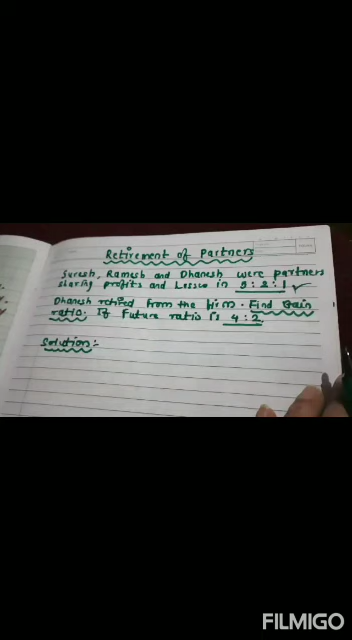 Retirement of Partners
Suresh, Ramesh and Dhanesh were partners
sharing profits and Losses in 3:2:1
Dhanesh retired from the firm. Find Gain
ratio. If Future ratio is 4:2
Solution:-
FILMIGO